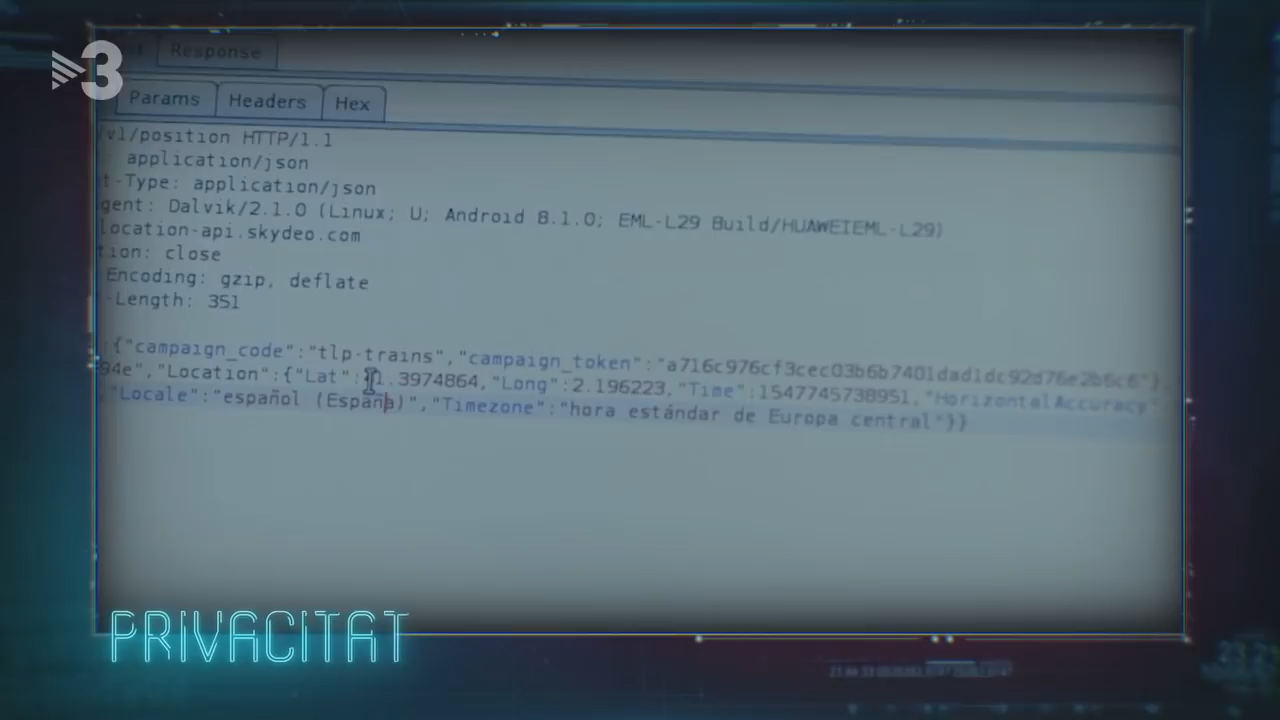 3
Response
Params Headers Hex
/v1/position HTTP/1.1
application/json
t-Type: application/json
gent: Dalvik/2.1.0 (Linux; U; Android 8.1.0; EML-L29 Build/HUAWEIEML-L29)
location-api.skydeo.com
tion: close
Encoding: gzip, deflate
-Length: 351
:{"campaign_code":"tlp-trains","campaign_token":"a716c976cf3cec03b6b7401dad1dc92d76e2b6c6"},
94e","Location":{"Lat": 1.3974864,"Long":2.196223,"Time":1547745738951,"HorizontalAccuracy"
,"Locale":"español (España)","Timezone":"hora estándar de Europa central"}}
PRIVACITAT